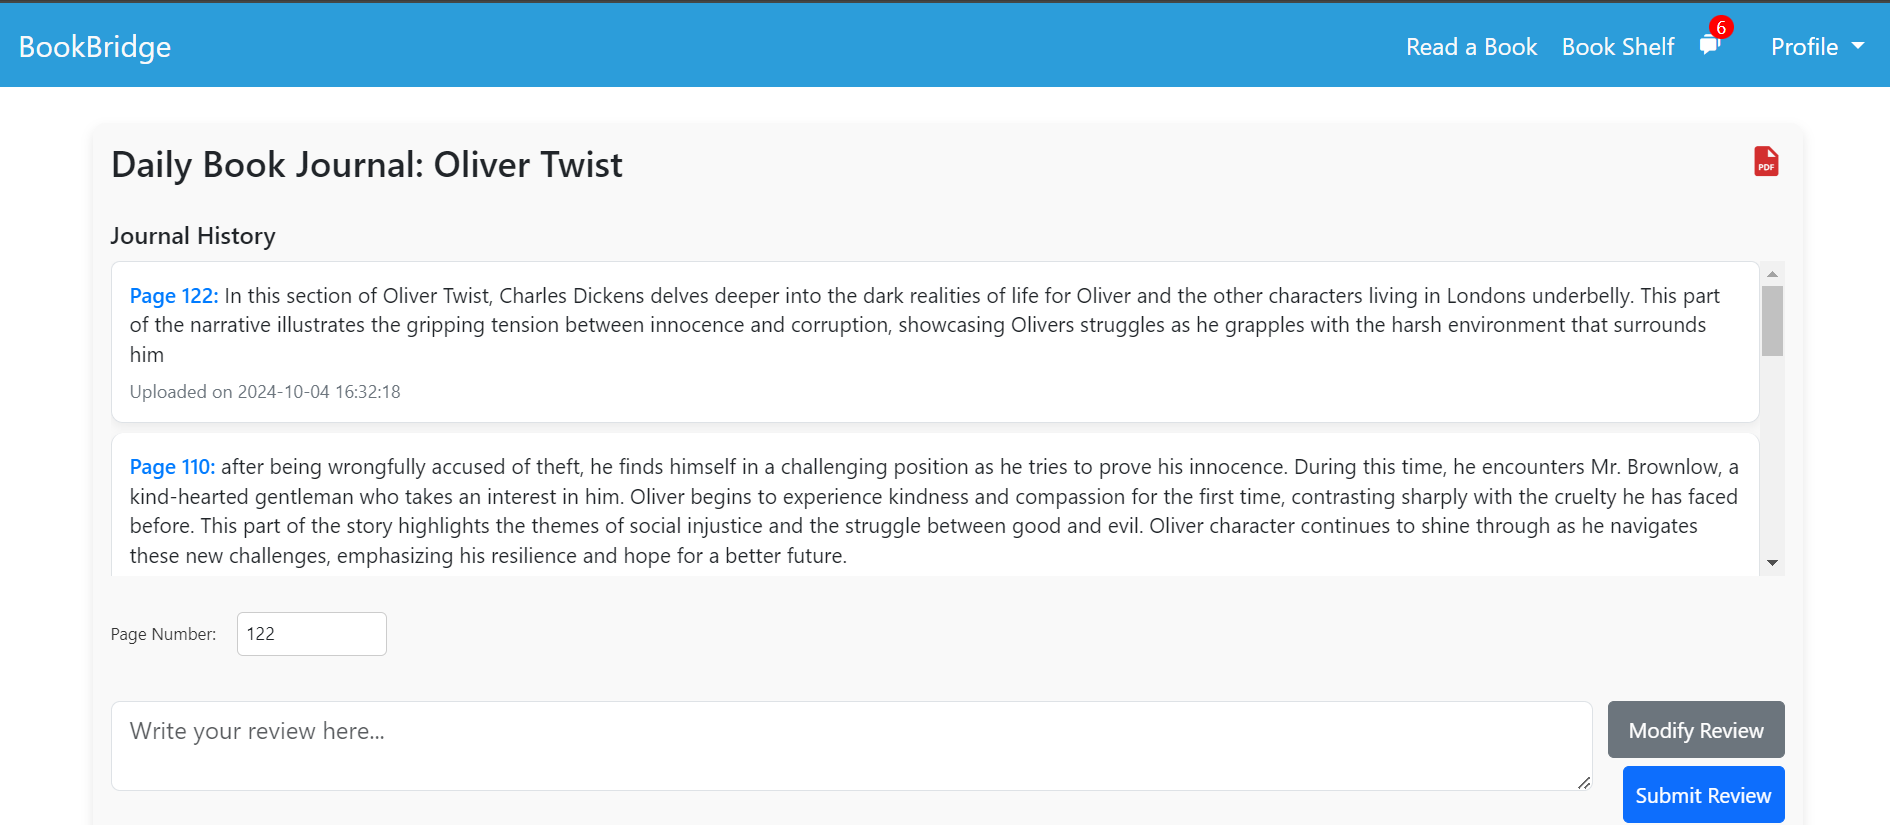 BookBridge
Read a Book
Book Shelf
6
Profile
Daily Book Journal: Oliver Twist
PDF
Journal History
Page 122: In this section of Oliver Twist, Charles Dickens delves deeper into the dark realities of life for Oliver and the other characters living in Londons underbelly. This part
of the narrative illustrates the gripping tension between innocence and corruption, showcasing Olivers struggles as he grapples with the harsh environment that surrounds
him
Uploaded on 2024-10-04 16:32:18
Page 110: after being wrongfully accused of theft, he finds himself in a challenging position as he tries to prove his innocence. During this time, he encounters Mr. Brownlow, a
kind-hearted gentleman who takes an interest in him. Oliver begins to experience kindness and compassion for the first time, contrasting sharply with the cruelty he has faced
before. This part of the story highlights the themes of social injustice and the struggle between good and evil. Oliver character continues to shine through as he navigates
these new challenges, emphasizing his resilience and hope for a better future.
Page Number:
122
Write your review here...
Modify Review
Submit Review